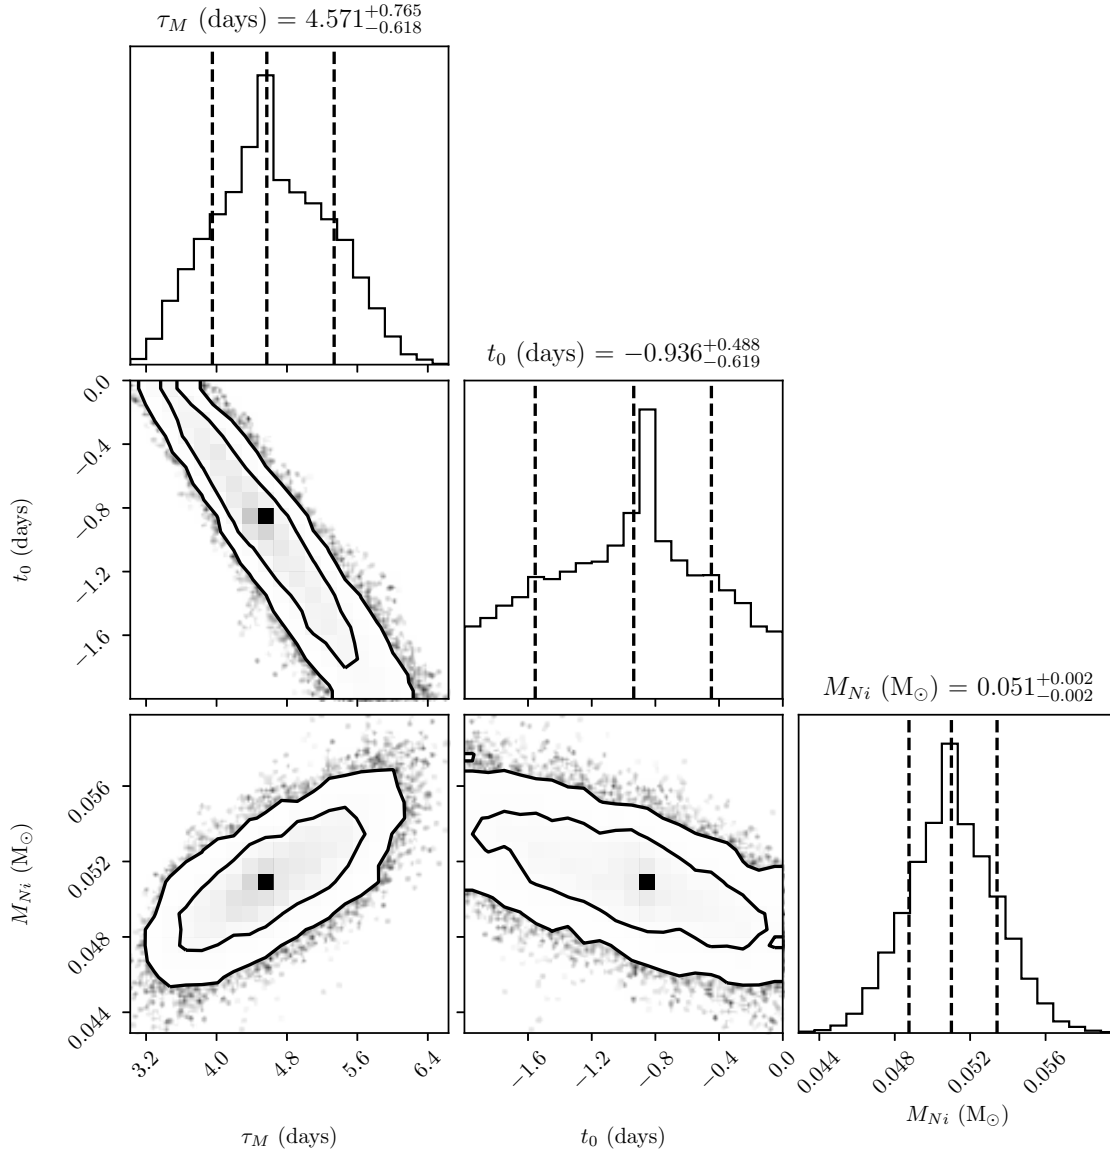 τ_M (days) = 4.571^{+0.765}_{−0.618}
t_0 (days) = −0.936^{+0.488}_{−0.619}
M_{Ni} (M_⊙) = 0.051^{+0.002}_{−0.002}
t_0 (days)
0.0
−0.4
−0.8
−1.2
−1.6
M_{Ni} (M_⊙)
0.056
0.052
0.048
0.044
3.2 4.0 4.8 5.6 6.4
τ_M (days)
−1.6 −1.2 −0.8 −0.4 0.0
t_0 (days)
0.044 0.048 0.052 0.056
M_{Ni} (M_⊙)